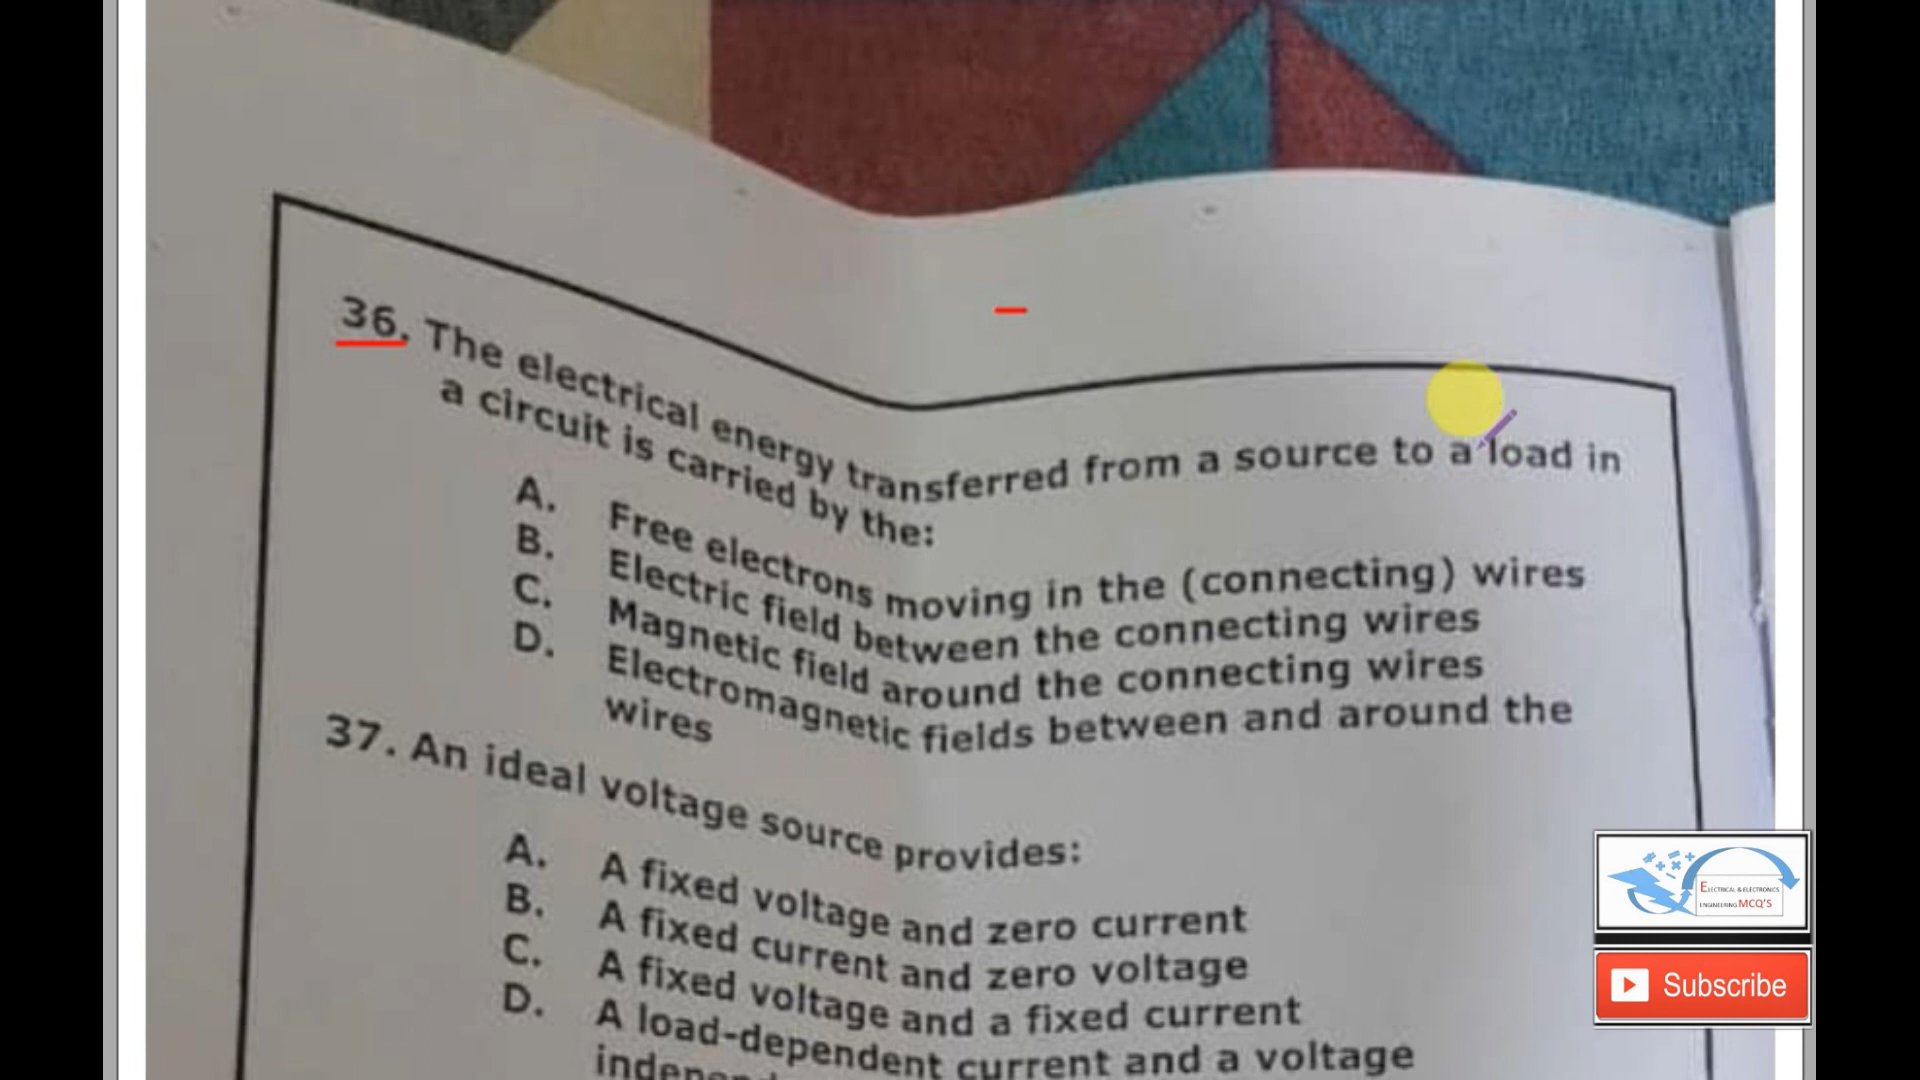 36. The electrical energy transferred from a source to a load in
a circuit is carried by the:
A. Free electrons moving in the (connecting) wires
B. Electric field between the connecting wires
C. Magnetic field around the connecting wires
D. Electromagnetic fields between and around the
wires
37. An ideal voltage source provides:
A. A fixed voltage and zero current
B. A fixed current and zero voltage
C. A fixed voltage and a fixed current
D. A load-dependent current and a voltage
ELECTRICAL & ELECTRONICS
ENGINEERING MCQ'S
Subscribe